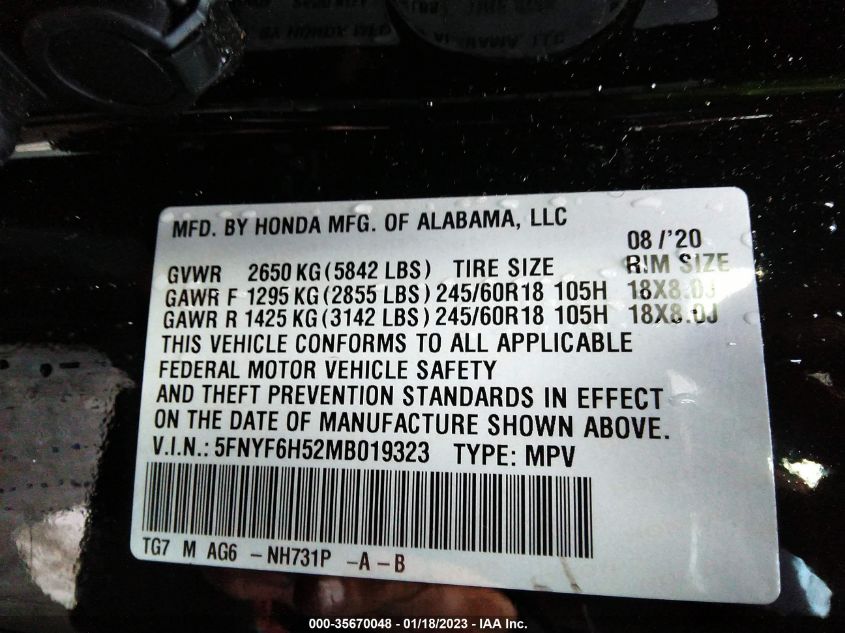 MFD. BY HONDA MFG. OF ALABAMA, LLC
08 /'20
GVWR 2650 KG (5842 LBS) TIRE SIZE RIM SIZE
GAWR F 1295 KG (2855 LBS) 245/60R18 105H 18X8.0J
GAWR R 1425 KG (3142 LBS) 245/60R18 105H 18X8.0J
THIS VEHICLE CONFORMS TO ALL APPLICABLE
FEDERAL MOTOR VEHICLE SAFETY
AND THEFT PREVENTION STANDARDS IN EFFECT
ON THE DATE OF MANUFACTURE SHOWN ABOVE.
V.I.N.: 5FNYF6H52MB019323 TYPE: MPV
TG7 M AG6 -NH731P -A-B
000-35670048 - 01/18/2023 - IAA Inc.